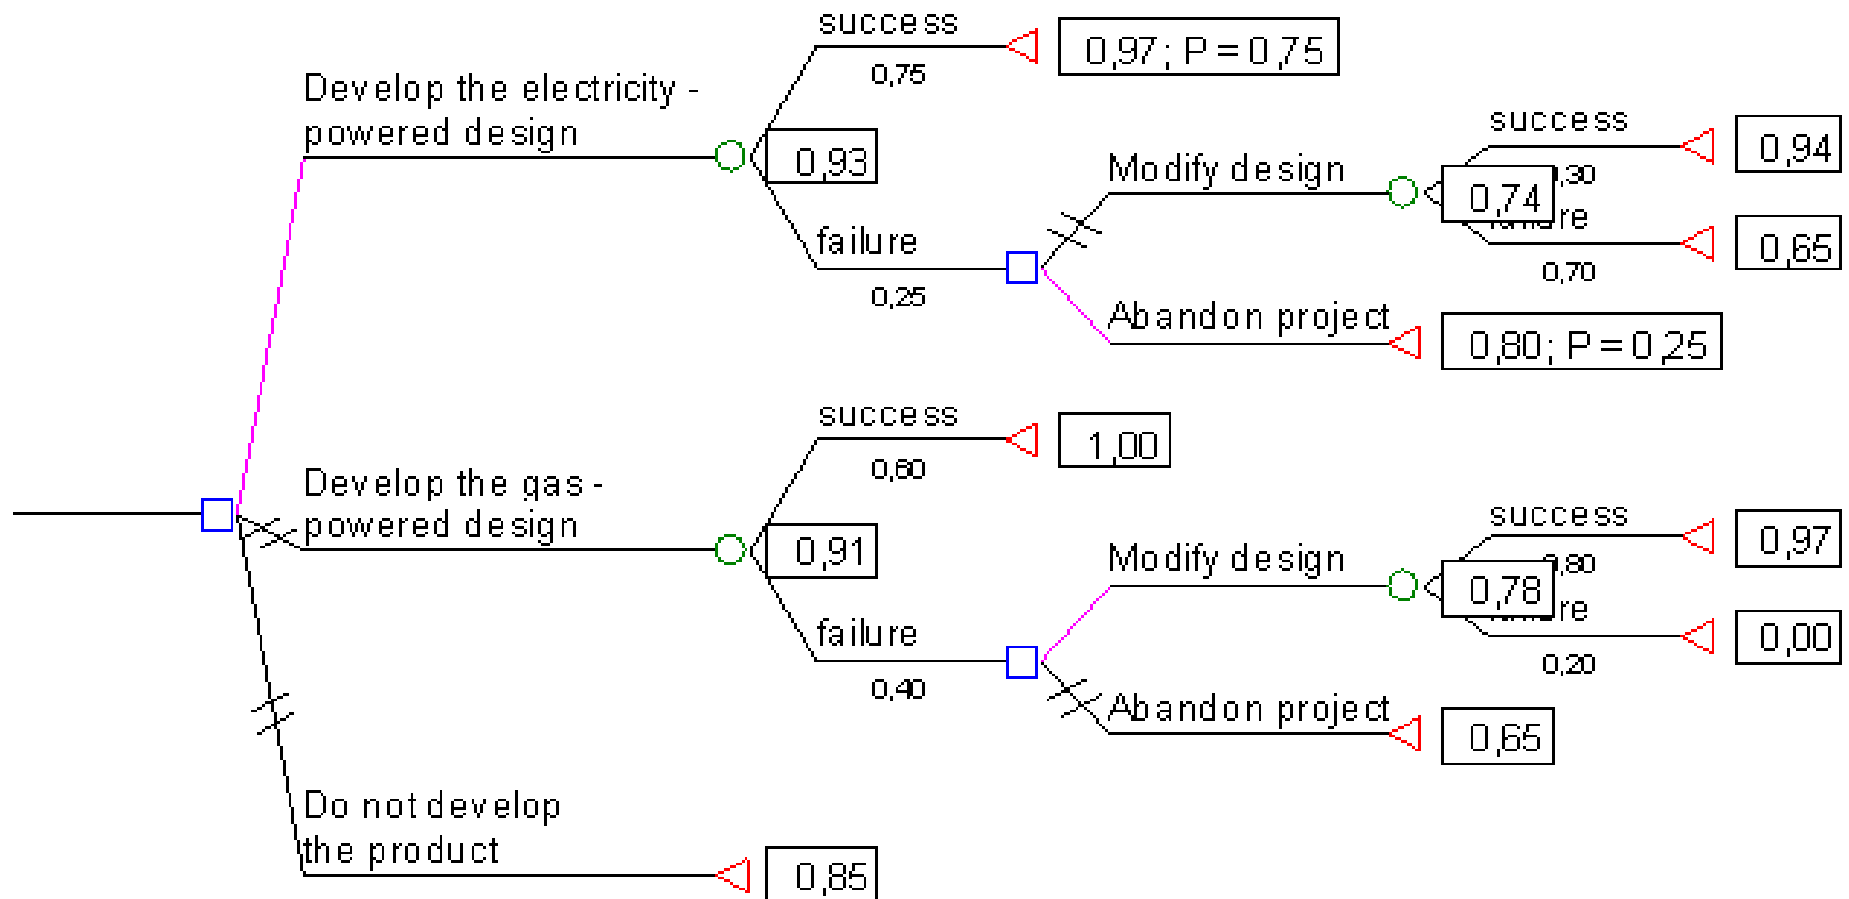 success
0,97; P = 0,75
0,75
Develop the electricity -
powered design
0,93
success
0,94
Modify design
,30
0,74
0,65
failure
0,70
0,25
Abandon project
0,80; P = 0,25
success
1,00
0,60
Develop the gas -
powered design
0,91
success
0,97
Modify design
,80
0,78
0,00
failure
0,20
0,40
Abandon project
0,65
Do not develop
the product
0,85